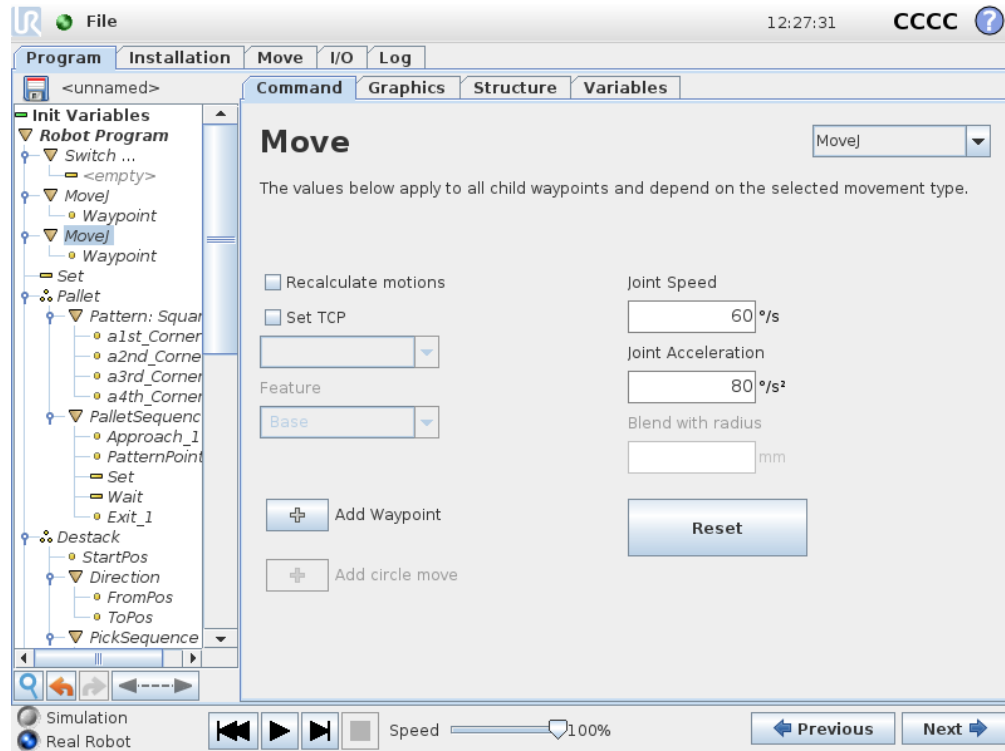 UR File 12:27:31 CCCC ?
Program Installation Move I/O Log
<unnamed> Command Graphics Structure Variables
Init Variables
Robot Program
Switch ...
<empty>
MoveJ
Waypoint
MoveJ
Waypoint
Set
Pallet
Pattern: Squar
a1st_Corner
a2nd_Corne
a3rd_Corner
a4th_Corner
PalletSequenc
Approach_1
PatternPoint
Set
Wait
Exit_1
Destack
StartPos
Direction
FromPos
ToPos
PickSequence
Move MoveJ
The values below apply to all child waypoints and depend on the selected movement type.
Recalculate motions
Set TCP
Feature
Base
Add Waypoint
Add circle move
Joint Speed
60 °/s
Joint Acceleration
80 °/s²
Blend with radius
mm
Reset
Simulation
Real Robot
Speed 100%
Previous Next